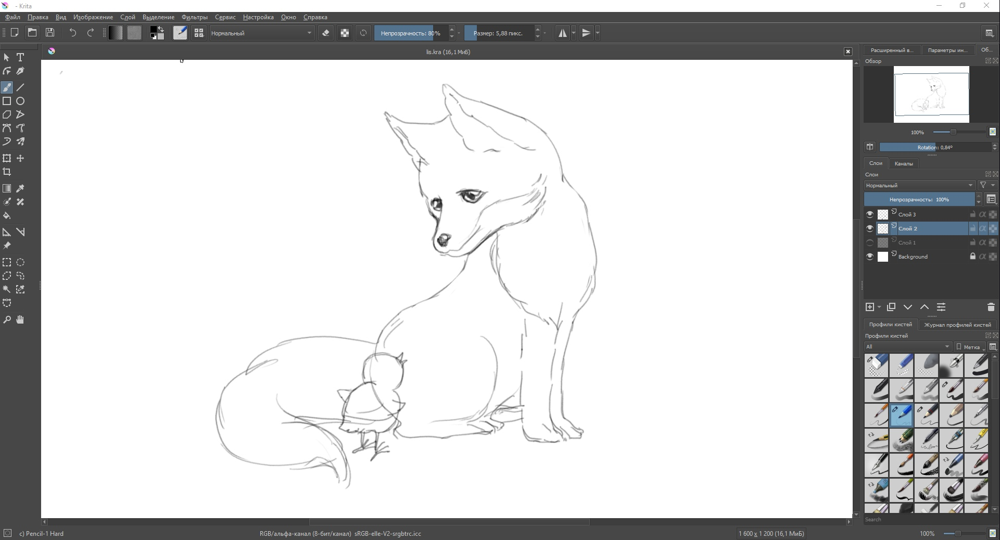 - Krita
Файл Правка Вид Изображение Слой Выделение Фильтры Сервис Настройка Окно Справка
Нормальный Непрозрачность: 80% Размер: 5,88 пикс.
lis.kra (16,1 МиБ)
Расширенный в... Параметры ин... Об...
Обзор
100%
Rotation: 0,84°
Слои Каналы
Слои
Нормальный
Непрозрачность: 100%
Слой 3
Слой 2
Слой 1
Background
Профили кистей Журнал профилей кистей
Профили кистей
All Метка
Search
c) Pencil-1 Hard RGB/альфа-канал (8-бит/канал) sRGB-elle-V2-srgbtrc.icc 1 600 x 1 200 (16,1 МиБ) 100%